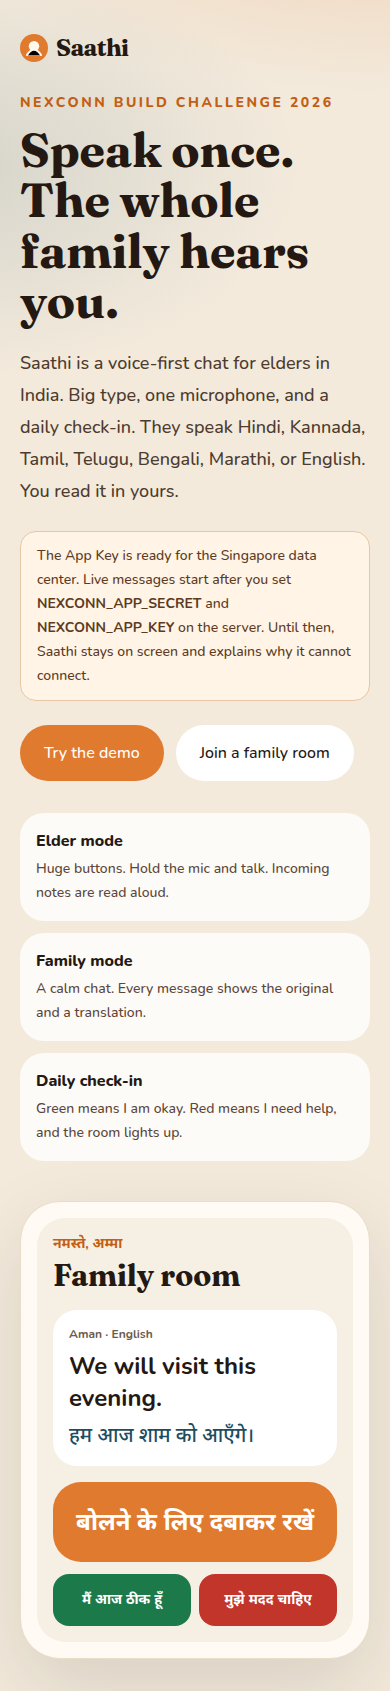 Saathi
NEXCONN BUILD CHALLENGE 2026
Speak once.
The whole
family hears
you.
Saathi is a voice-first chat for elders in
India. Big type, one microphone, and a
daily check-in. They speak Hindi, Kannada,
Tamil, Telugu, Bengali, Marathi, or English.
You read it in yours.
The App Key is ready for the Singapore data
center. Live messages start after you set
NEXCONN_APP_SECRET and
NEXCONN_APP_KEY on the server. Until then,
Saathi stays on screen and explains why it cannot
connect.
Try the demo
Join a family room
Elder mode
Huge buttons. Hold the mic and talk. Incoming
notes are read aloud.
Family mode
A calm chat. Every message shows the original
and a translation.
Daily check-in
Green means I am okay. Red means I need help,
and the room lights up.
नमस्ते, अम्मा
Family room
Aman · English
We will visit this
evening.
हम आज शाम को आएँगे।
बोलने के लिए दबाकर रखें
मैं आज ठीक हूँ
मुझे मदद चाहिए